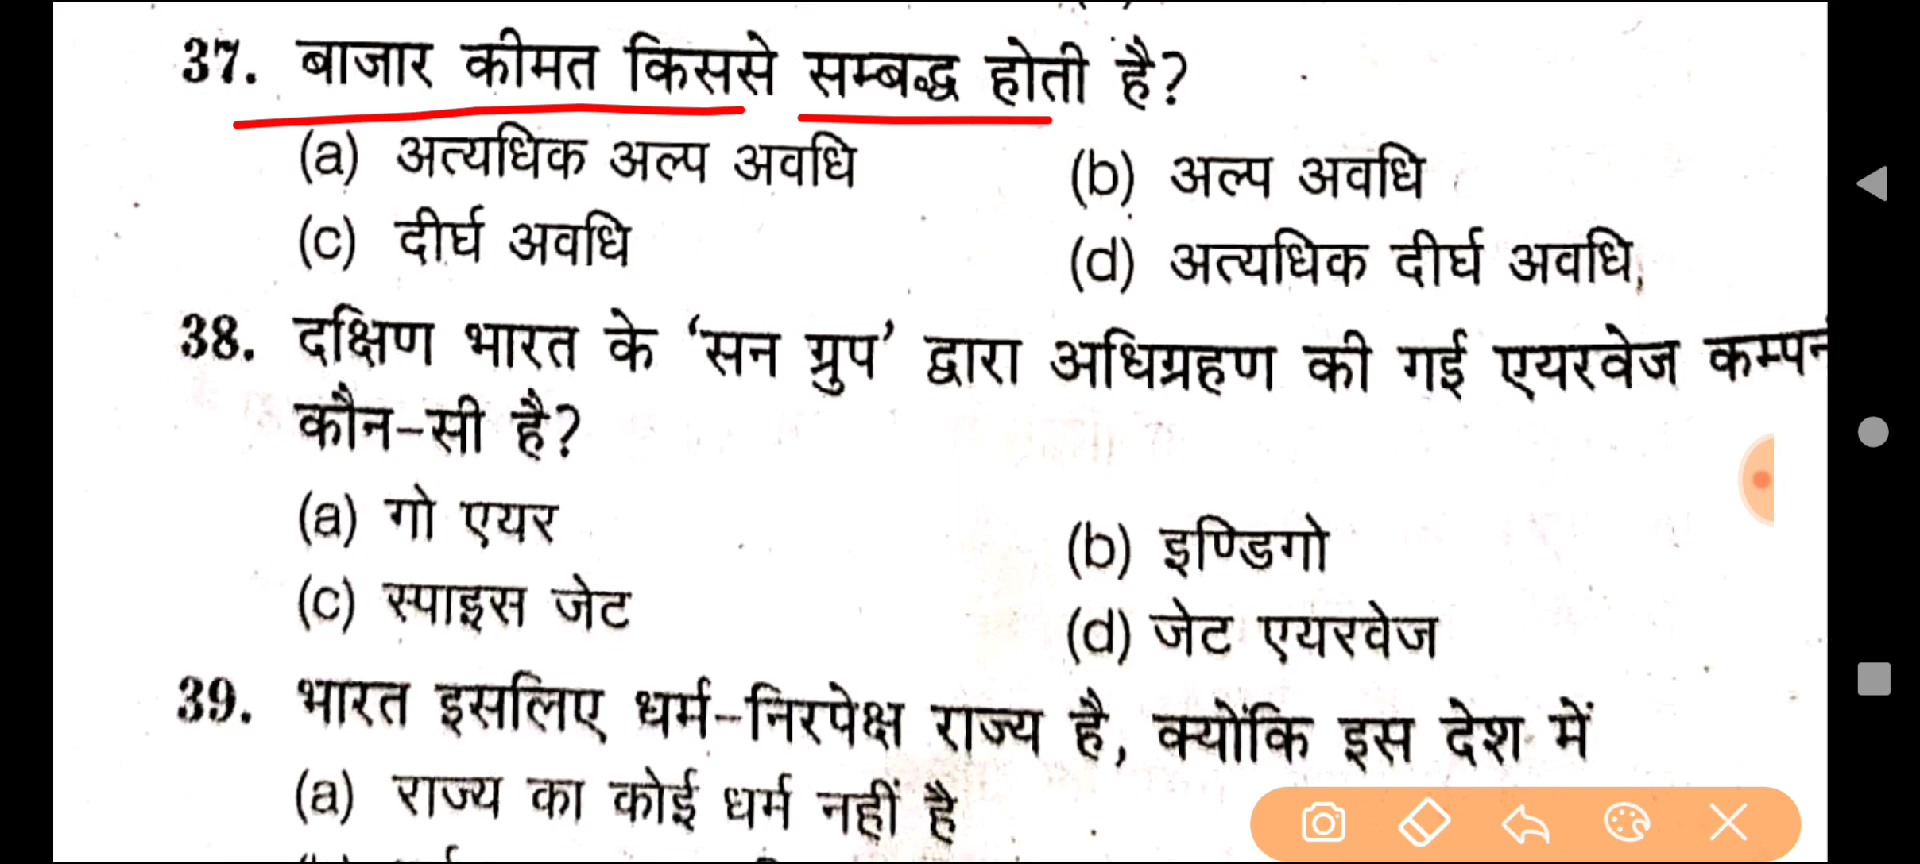 37. बाजार कीमत किससे सम्बद्ध होती है?
(a) अत्यधिक अल्प अवधि (b) अल्प अवधि
(c) दीर्घ अवधि (d) अत्यधिक दीर्घ अवधि
38. दक्षिण भारत के ‘सन ग्रुप’ द्वारा अधिग्रहण की गई एयरवेज
कौन-सी है?
(a) गो एयर (b) इण्डिगो
(c) स्पाइस जेट (d) जेट एयरवेज
39. भारत इसलिए धर्म-निरपेक्ष राज्य है, क्योंकि इस देश में
(a) राज्य का कोई धर्म नहीं है